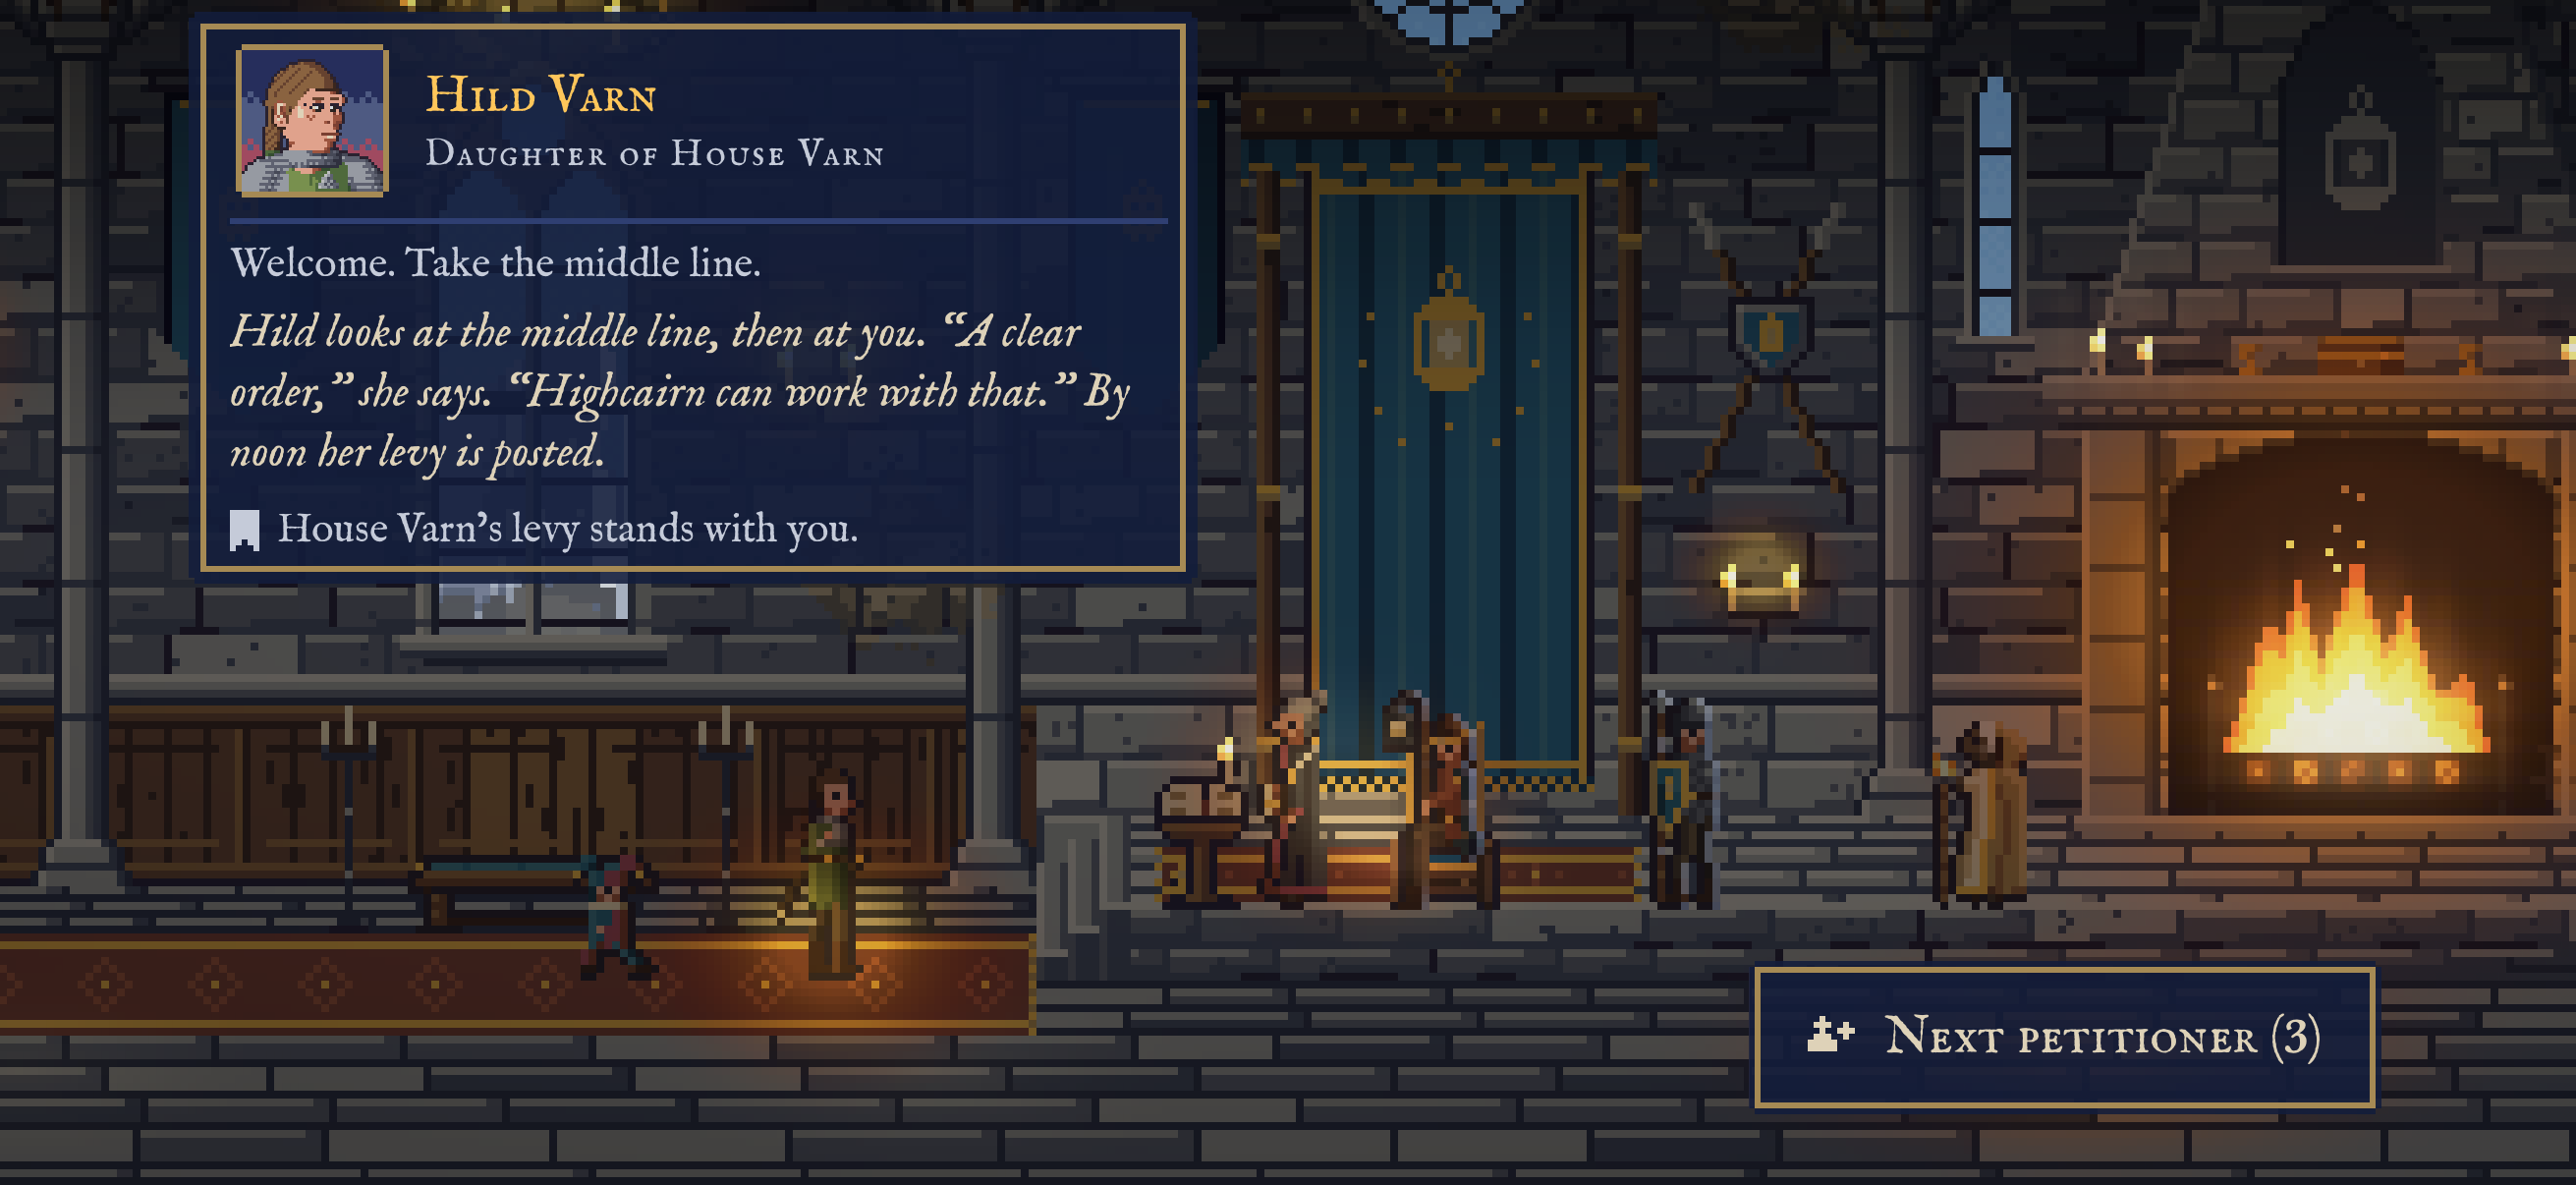 Hild Varn
Daughter of House Varn
Welcome. Take the middle line.
Hild looks at the middle line, then at you. “A clear
order,” she says. “Highcairn can work with that.” By
noon her levy is posted.
House Varn’s levy stands with you.
Next petitioner (3)